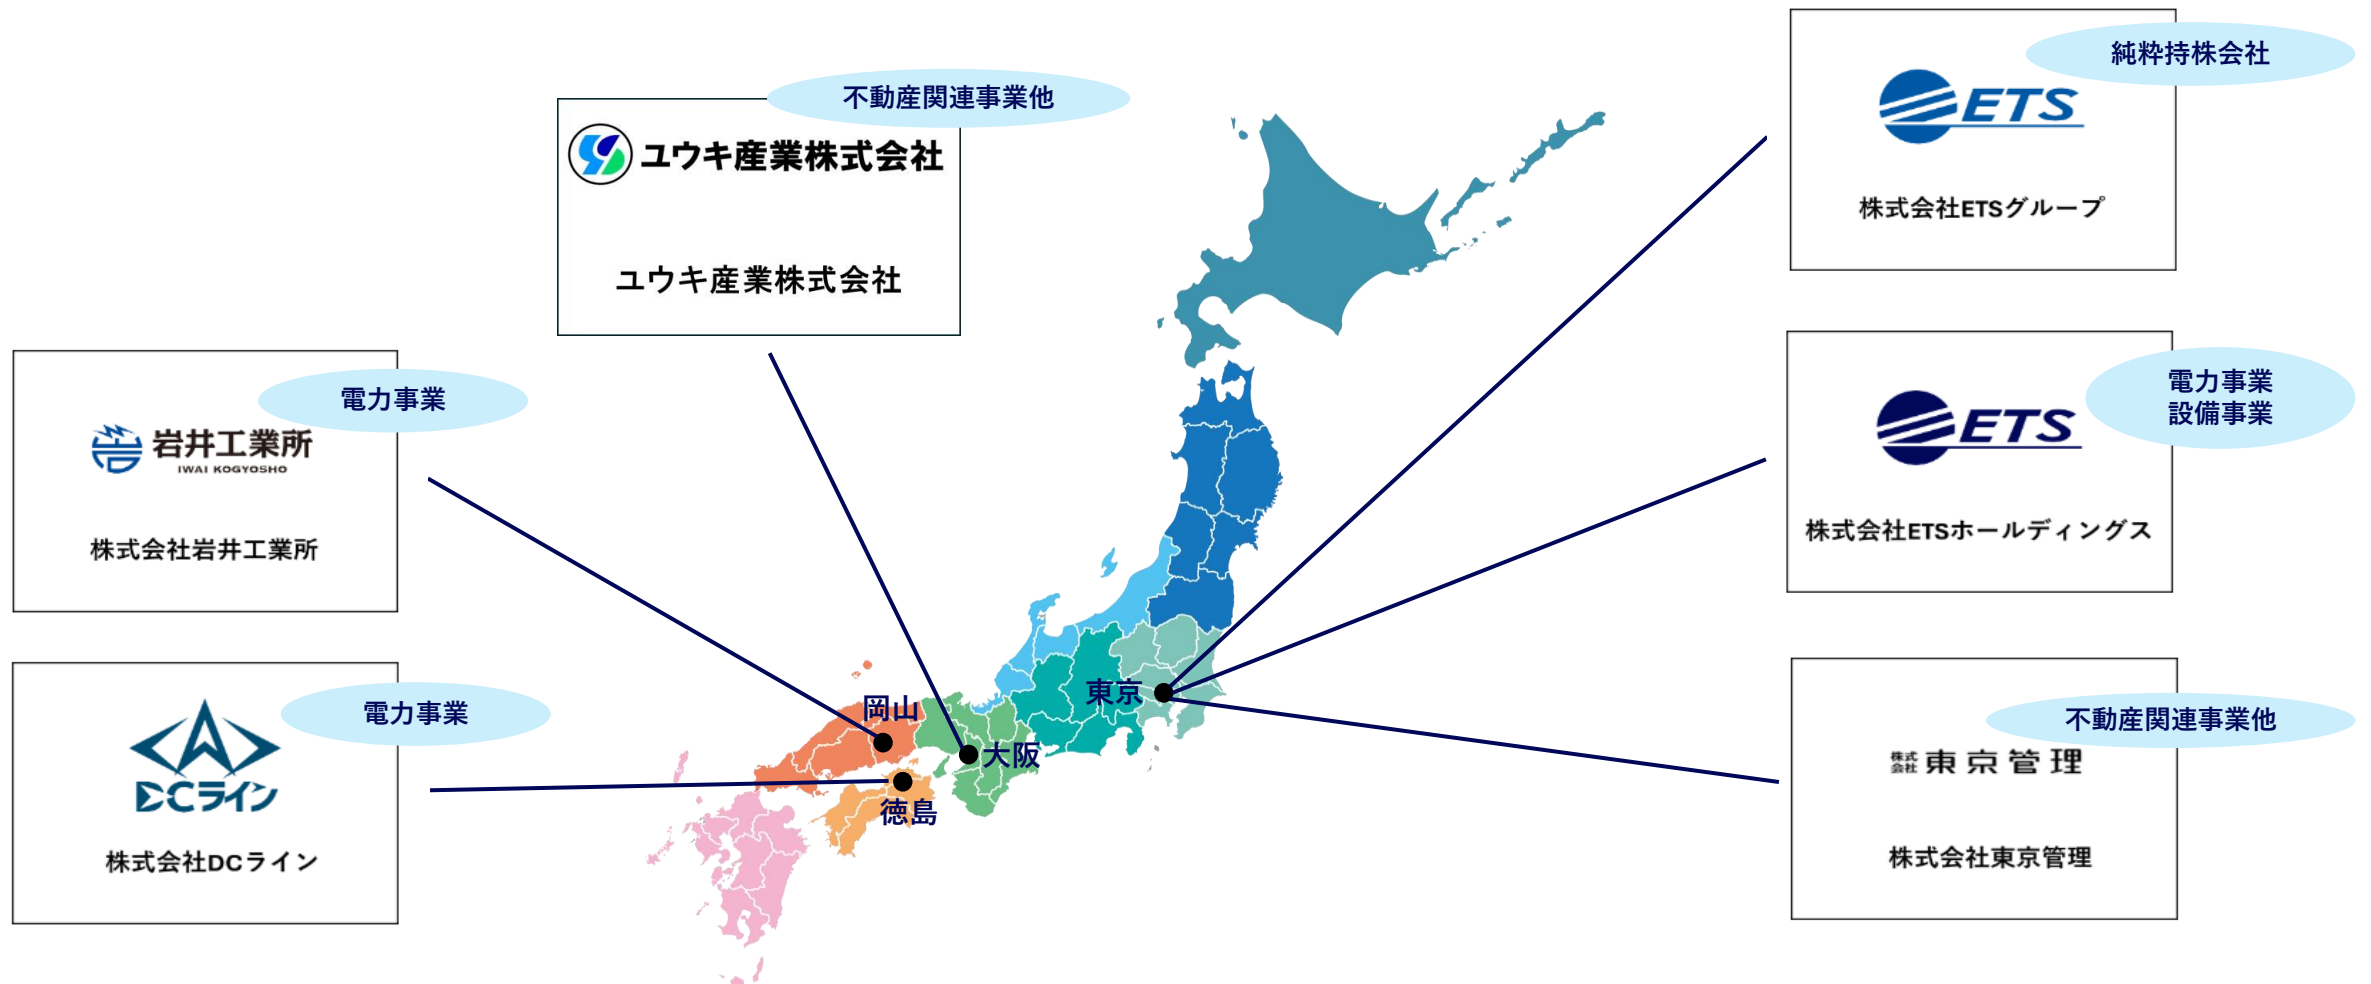 純粋持株会社
ETS
株式会社ETSグループ
不動産関連事業他
ユウキ産業株式会社
ユウキ産業株式会社
電力事業
岩井工業所
IWAI KOGYOSHO
株式会社岩井工業所
電力事業
設備事業
ETS
株式会社ETSホールディングス
電力事業
DCライン
株式会社DCライン
岡山
大阪
徳島
東京
不動産関連事業他
株式会社 東京管理
株式会社東京管理